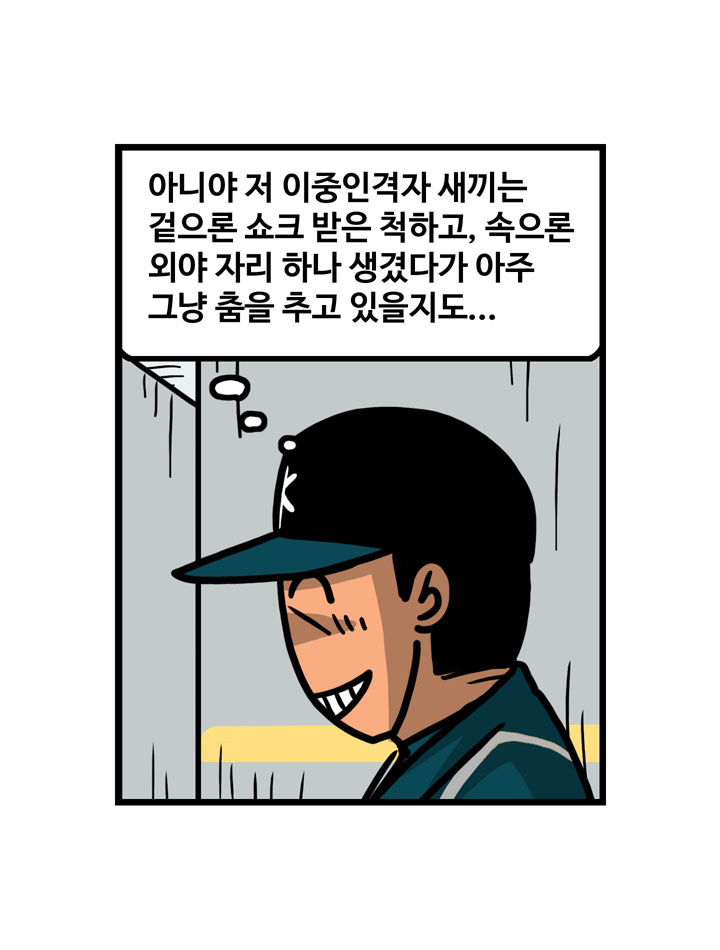 아니야 저 이중인격자 새끼는
겉으론 쇼크 받은 척하고, 속으론
외야 자리 하나 생겼다가 아주
그냥 춤을 추고 있을지도...
K